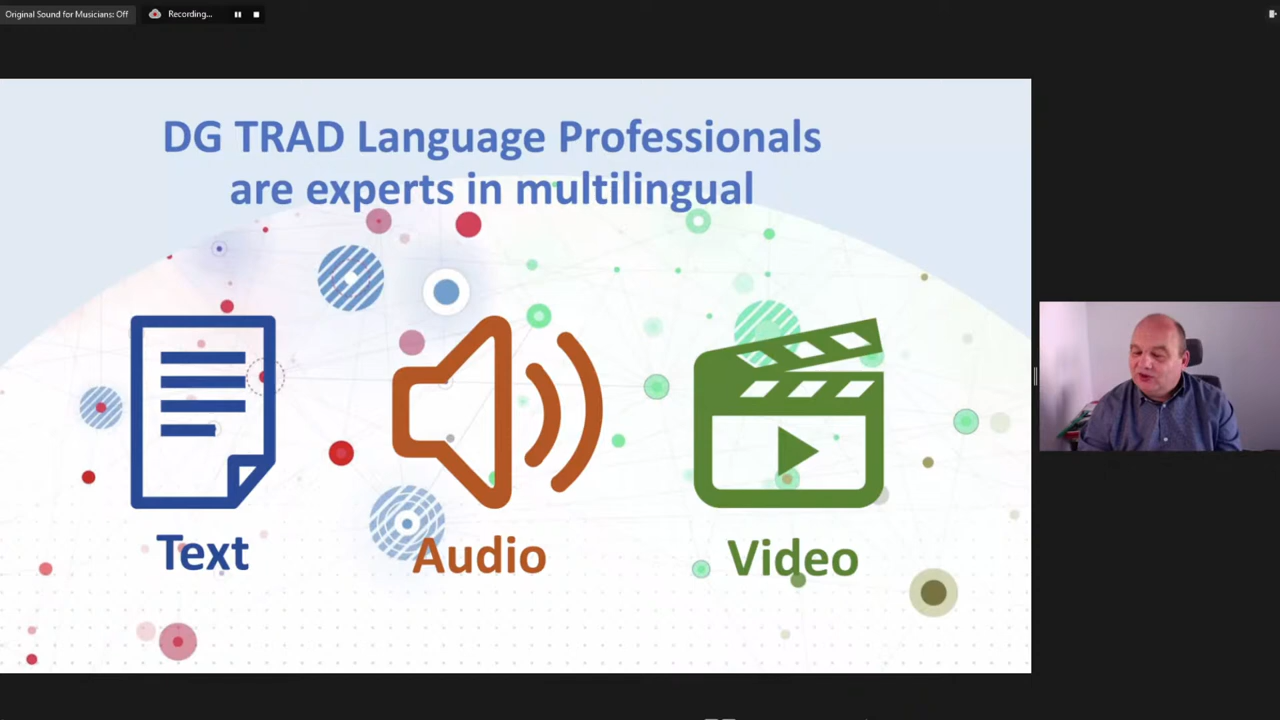 Original Sound for Musicians: Off
Recording...
DG TRAD Language Professionals
are experts in multilingual
Text
Audio
Video